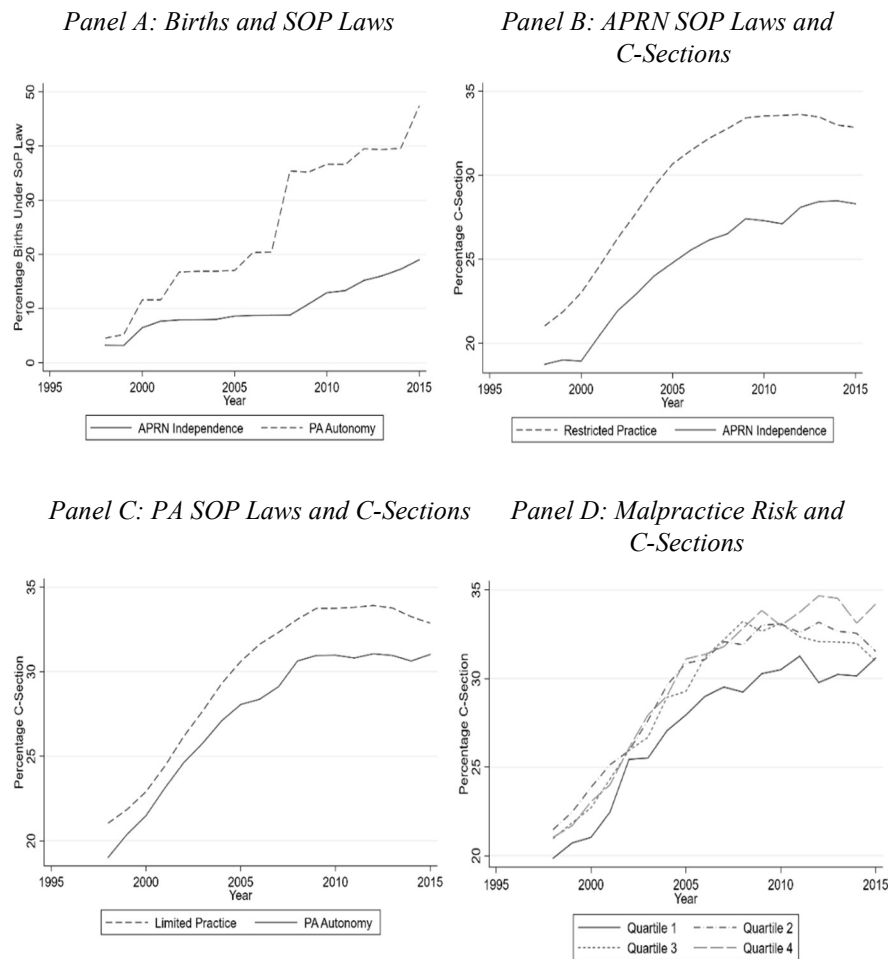 Panel A: Births and SOP Laws
Percentage Births Under SoP Law
50
40
30
20
10
0
1995 2000 2005 2010 2015
Year
APRN Independence PA Autonomy
Panel B: APRN SOP Laws and
C-Sections
Percentage C-Section
35
30
25
20
1995 2000 2005 2010 2015
Year
Restricted Practice APRN Independence
Panel C: PA SOP Laws and C-Sections
Percentage C-Section
35
30
25
20
1995 2000 2005 2010 2015
Year
Limited Practice PA Autonomy
Panel D: Malpractice Risk and
C-Sections
Percentage C-Section
35
30
25
20
1995 2000 2005 2010 2015
Year
Quartile 1 Quartile 2
Quartile 3 Quartile 4